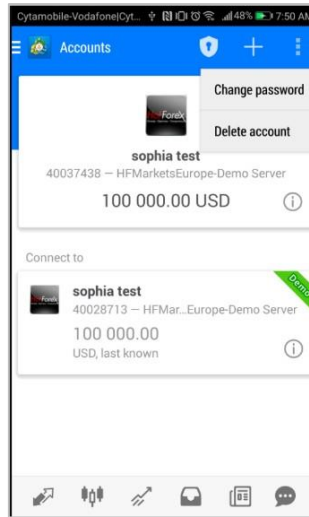 Cytamobile-Vodafone|Cyt... 48% 7:50 AM
Accounts
Change password
Delete account
Forex
sophia test
40037438 — HFMarketsEurope-Demo Server
100 000.00 USD
Connect to
sophia test
Demo
40028713 — HFMar...Europe-Demo Server
100 000.00
USD, last known